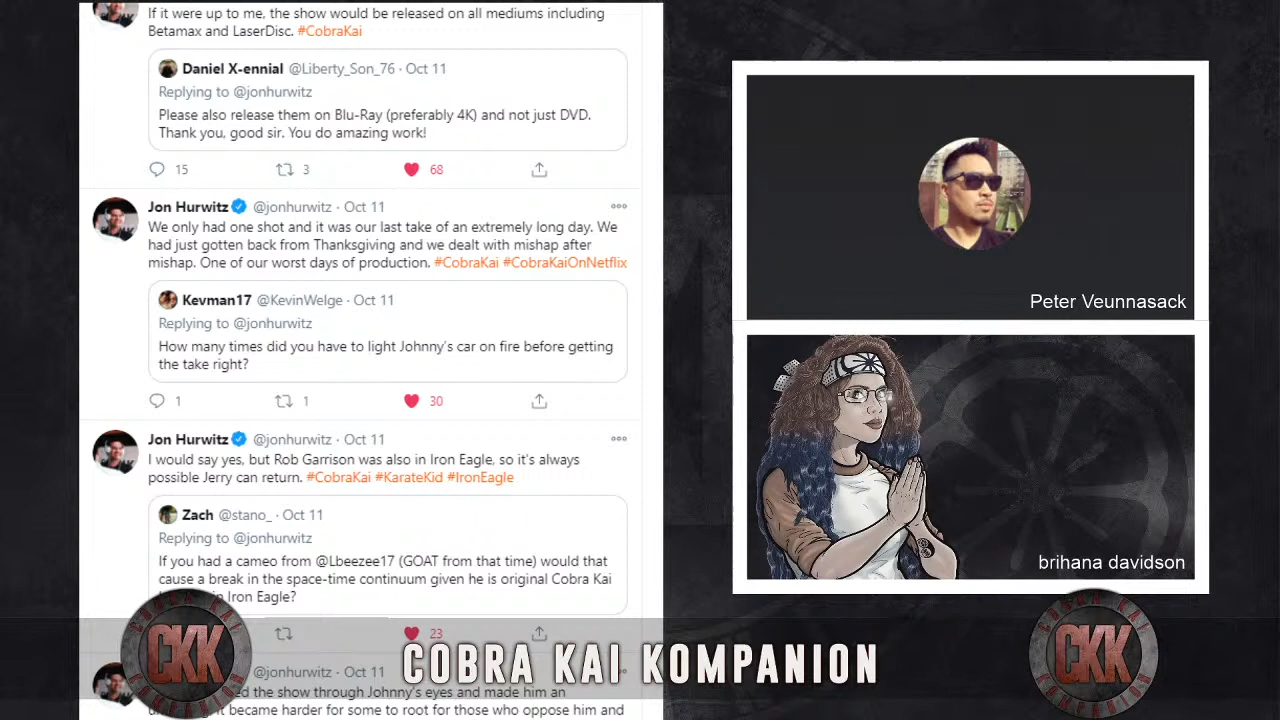 If it were up to me, the show would be released on all mediums including
Betamax and LaserDisc. #CobraKai
Daniel X-ennial @Liberty_Son_76 · Oct 11
Replying to @jonhurwitz
Please also release them on Blu-Ray (preferably 4K) and not just DVD.
Thank you, good sir. You do amazing work!
15 3 68
Jon Hurwitz @jonhurwitz · Oct 11
We only had one shot and it was our last take of an extremely long day. We
had just gotten back from Thanksgiving and we dealt with mishap after
mishap. One of our worst days of production. #CobraKai #CobraKaiOnNetflix
Kevman17 @KevinWelge · Oct 11
Replying to @jonhurwitz
How many times did you have to light Johnny's car on fire before getting
the take right?
1 1 30
Jon Hurwitz @jonhurwitz · Oct 11
I would say yes, but Rob Garrison was also in Iron Eagle, so it's always
possible Jerry can return. #CobraKai #KarateKid #IronEagle
Zach @stano_ · Oct 11
Replying to @jonhurwitz
If you had a cameo from @Lbeezee17 (GOAT from that time) would that
cause a break in the space-time continuum given he is original Cobra Kai
in Iron Eagle?
23
@jonhurwitz · Oct 11
the show through Johnny's eyes and made him an
it became harder for some to root for those who oppose him and
Peter Veunnasack
brihana davidson
COBRA KAI
CKK
KOMPANION
COBRA KAI KOMPANION
COBRA KAI
CKK
KOMPANION